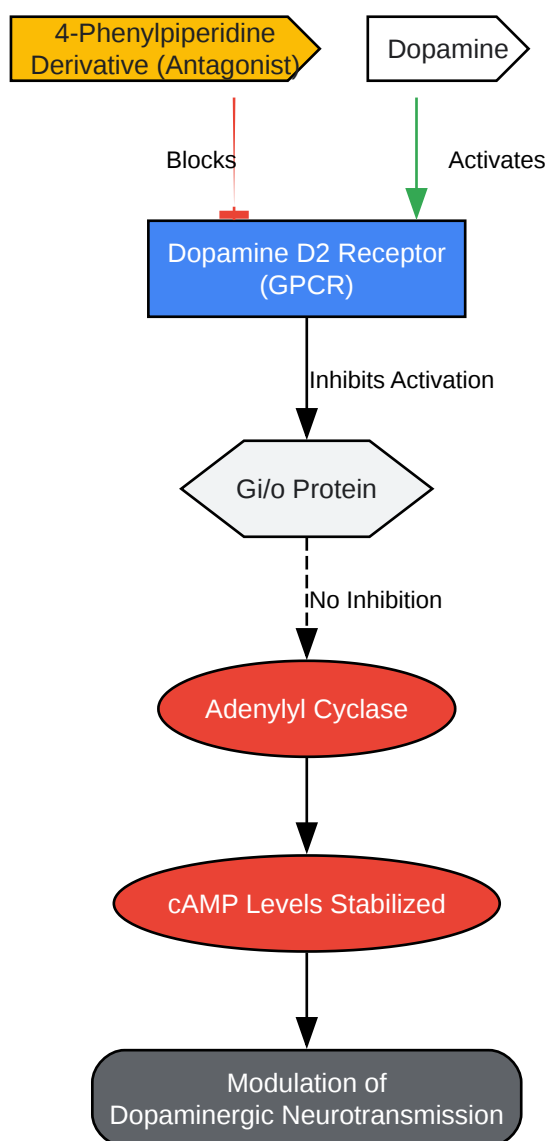 4-Phenylpiperidine
Derivative (Antagonist)
Dopamine
Blocks
Activates
Dopamine D2 Receptor
(GPCR)
Inhibits Activation
Gi/o Protein
No Inhibition
Adenylyl Cyclase
cAMP Levels Stabilized
Modulation of
Dopaminergic Neurotransmission